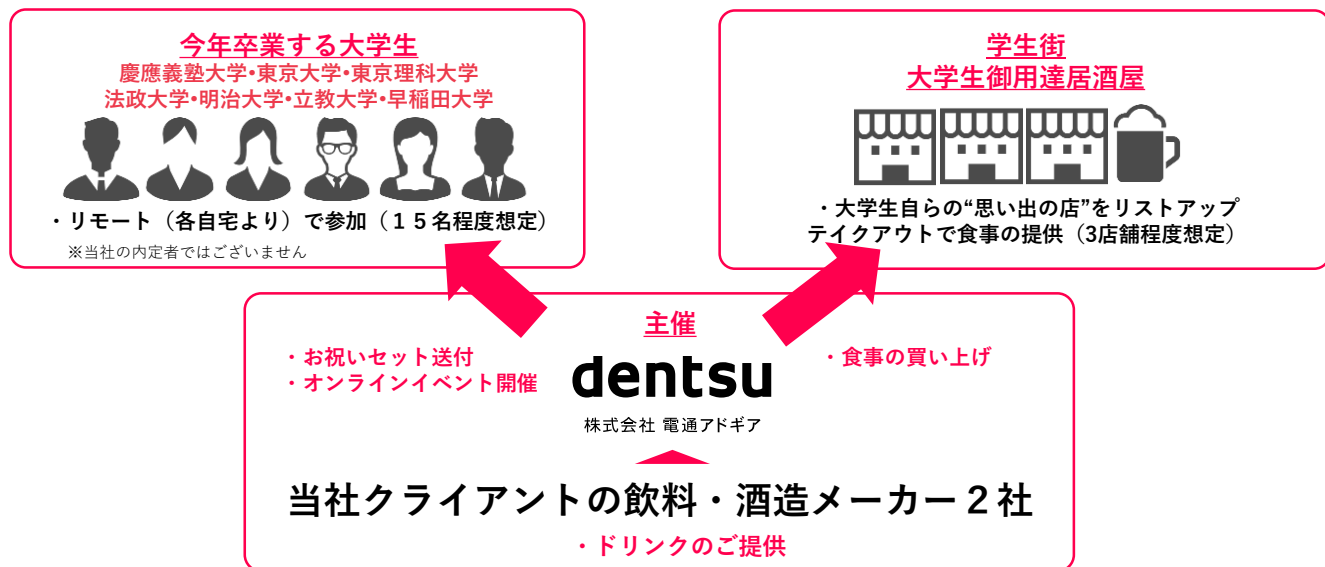 今年卒業する大学生
慶應義塾大学・東京大学・東京理科大学
法政大学・明治大学・立教大学・早稲田大学
・リモート（各自宅より）で参加（１５名程度想定）
※当社の内定者ではございません
学生街
大学生御用達居酒屋
・大学生自らの“思い出の店”をリストアップ
テイクアウトで食事の提供（3店舗程度想定）
主催
・お祝いセット送付
・オンラインイベント開催
dentsu
株式会社 電通アドギア
・食事の買い上げ
当社クライアントの飲料・酒造メーカー２社
・ドリンクのご提供